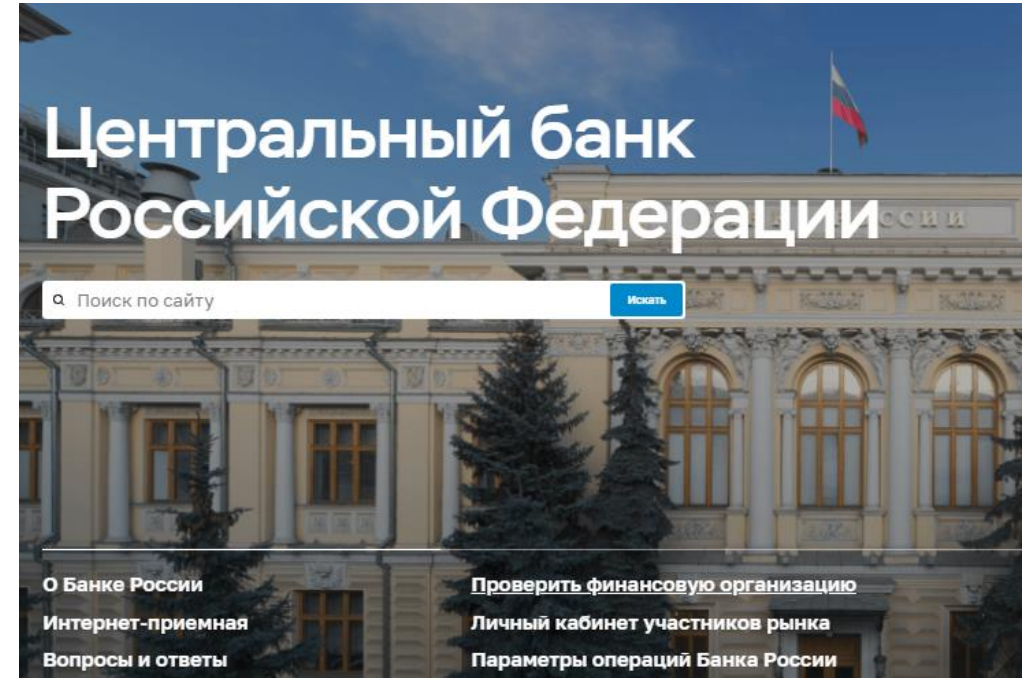 Центральный банк
Российской Федерации
Поиск по сайту
Искать
О Банке России
Проверить финансовую организацию
Интернет-приемная
Личный кабинет участников рынка
Вопросы и ответы
Параметры операций Банка России